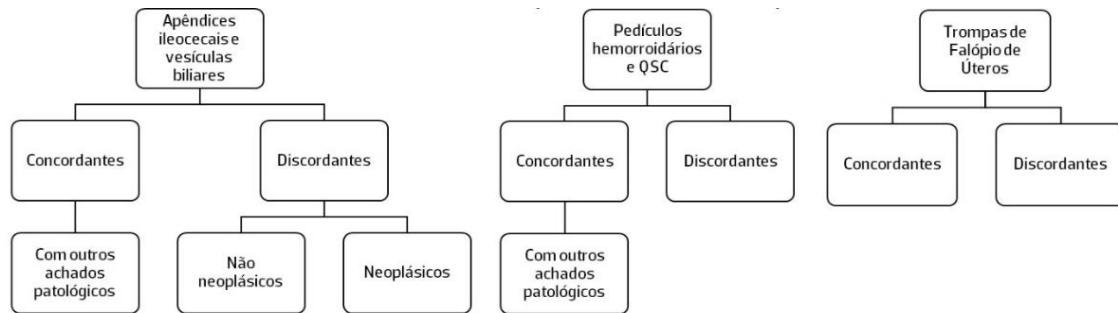 Apêndices
ileocecais e
vesículas
biliares
Concordantes
Discordantes
Com outros
achados
patológicos
Não
neoplásicos
Neoplásicos
Pedículos
hemorroidários
e QSC
Concordantes
Discordantes
Com outros
achados
patológicos
Trompas de
Falópio de
Úteros
Concordantes
Discordantes